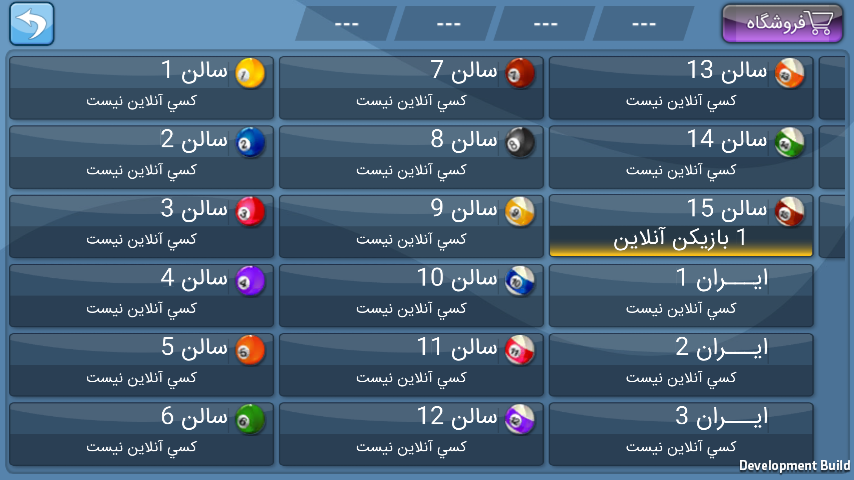 --- --- --- --- فروشگاه
سالن 1
كسي آنلاين نيست
سالن 2
كسي آنلاين نيست
سالن 3
كسي آنلاين نيست
سالن 4
كسي آنلاين نيست
سالن 5
كسي آنلاين نيست
سالن 6
كسي آنلاين نيست
سالن 7
كسي آنلاين نيست
سالن 8
كسي آنلاين نيست
سالن 9
كسي آنلاين نيست
سالن 10
كسي آنلاين نيست
سالن 11
كسي آنلاين نيست
سالن 12
كسي آنلاين نيست
سالن 13
كسي آنلاين نيست
سالن 14
كسي آنلاين نيست
سالن 15
1 بازيكن آنلاين
ايـــران 1
كسي آنلاين نيست
ايـــران 2
كسي آنلاين نيست
ايـــران 3
كسي آنلاين نيست
Development Build